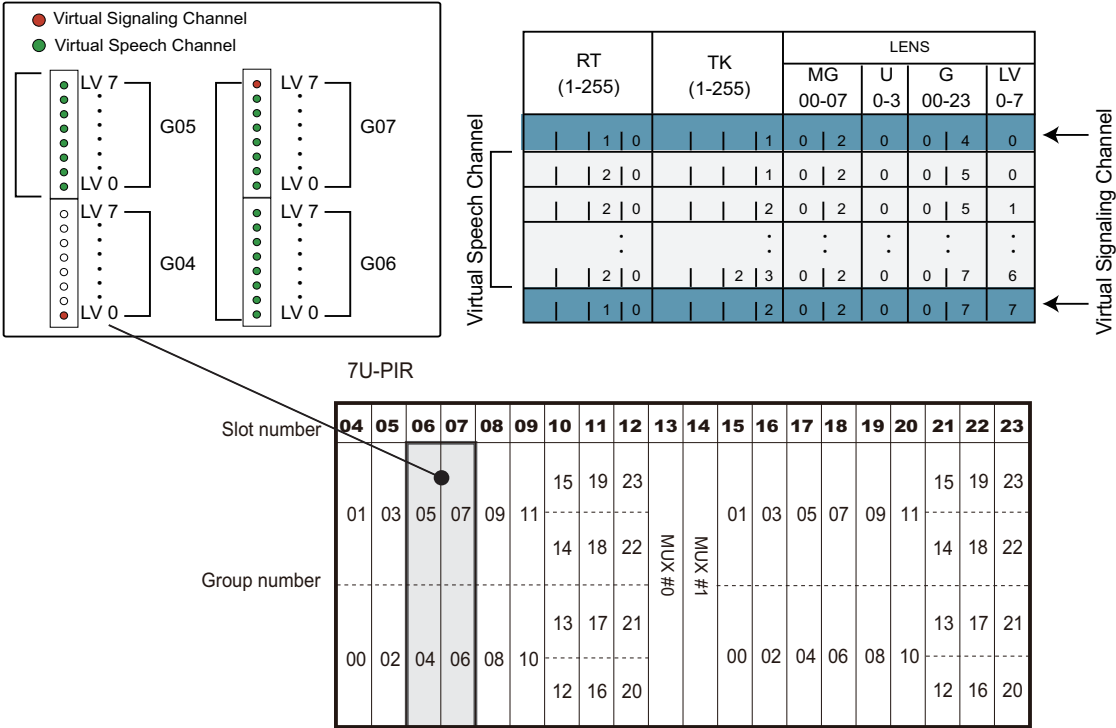 Virtual Signaling Channel
Virtual Speech Channel
LV 7
LV 0
G05
LV 7
LV 0
G04
LV 7
LV 0
G07
LV 7
LV 0
G06
RT
(1-255)
TK
(1-255)
LENS
MG
00-07
U
0-3
G
00-23
LV
0-7
1 0 1 0 2 0 0 4 0
2 0 1 0 2 0 0 5 0
2 0 2 0 2 0 0 5 1
2 0 2 3 0 2 0 0 7 6
1 0 2 0 2 0 0 7 7
Virtual Speech Channel
Virtual Signaling Channel
7U-PIR
Slot number 04 05 06 07 08 09 10 11 12 13 14 15 16 17 18 19 20 21 22 23
15 19 23 15 19 23
01 03 05 07 09 11 01 03 05 07 09 11
14 18 22 14 18 22
MUX #0
MUX #1
Group number
13 17 21 13 17 21
00 02 04 06 08 10 00 02 04 06 08 10
12 16 20 12 16 20